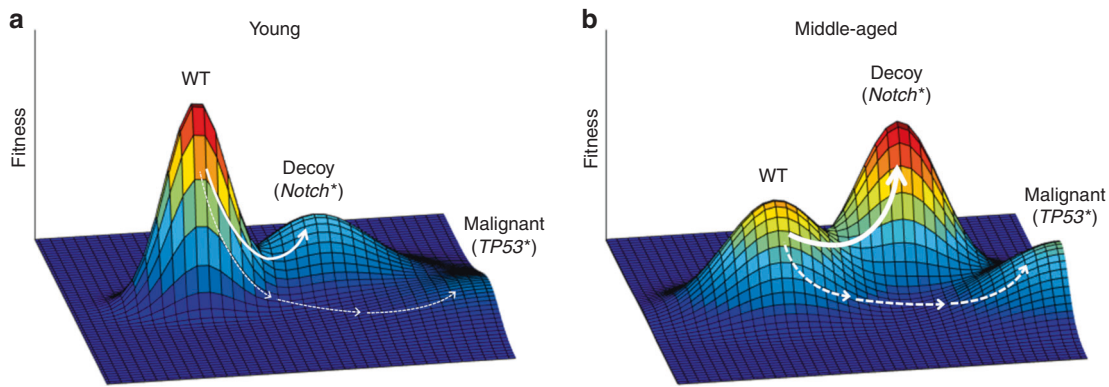 a
Young
Fitness
WT
Decoy
(Notch*)
Malignant
(TP53*)
b
Middle-aged
Fitness
Decoy
(Notch*)
WT
Malignant
(TP53*)